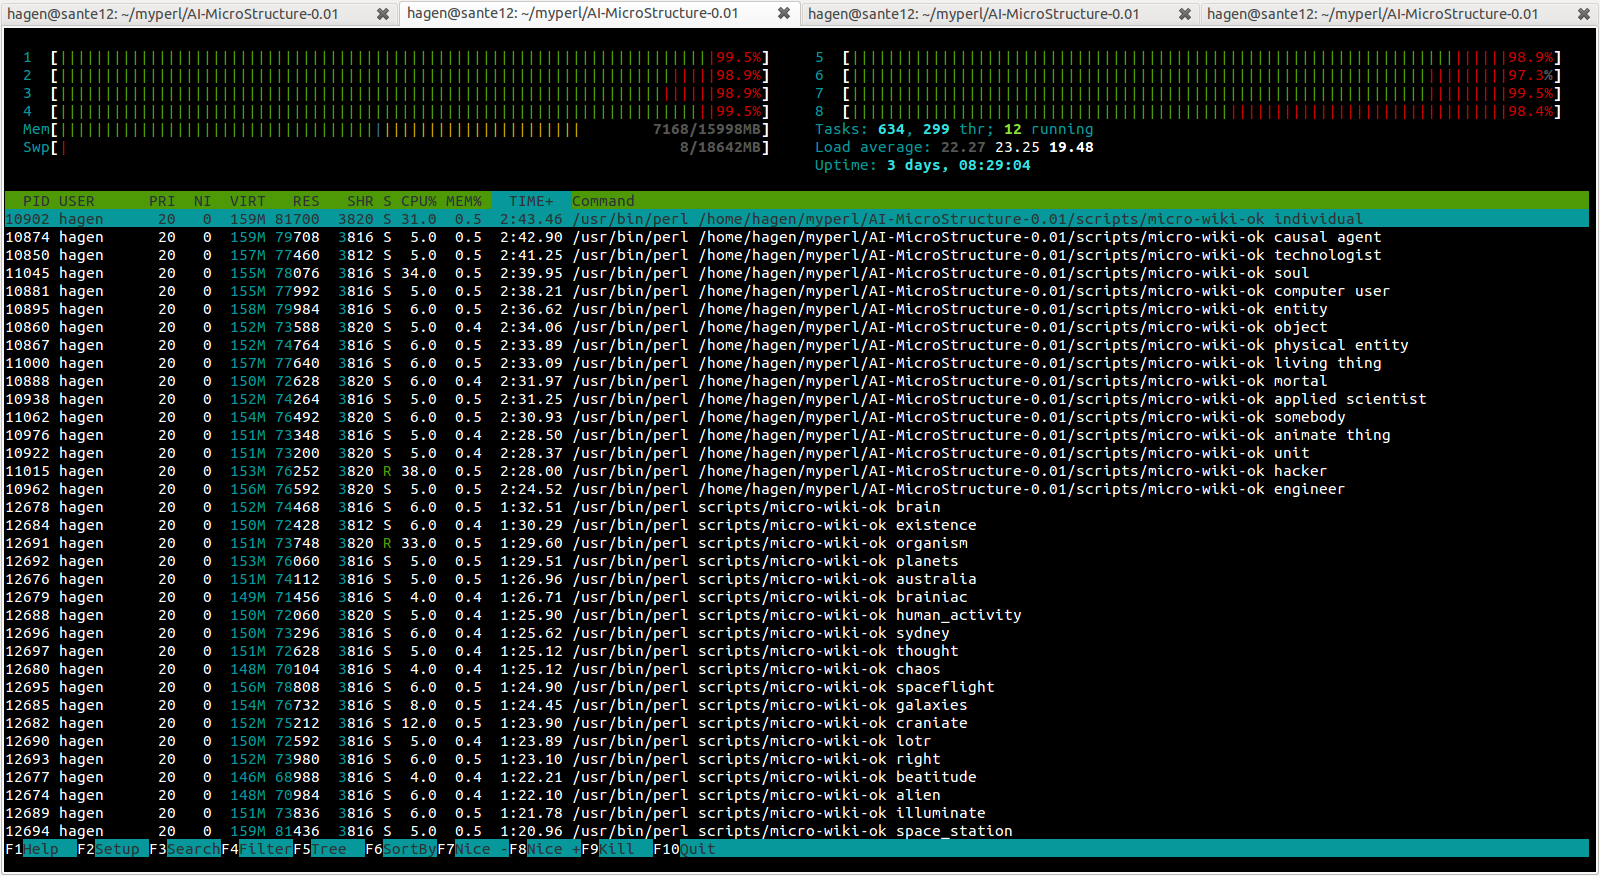 hagen@sante12: ~/myperl/AI-MicroStructure-0.01 ✖ hagen@sante12: ~/myperl/AI-MicroStructure-0.01 ✖ hagen@sante12: ~/myperl/AI-MicroStructure-0.01 ✖ hagen@sante12: ~/myperl/AI-MicroStructure-0.01 ✖
1 [99.5%] 5 [98.9%]
2 [98.9%] 6 [97.3%]
3 [98.9%] 7 [99.5%]
4 [99.5%] 8 [98.4%]
Mem[7168/15998MB] Tasks: 634, 299 thr; 12 running
Swp[8/18642MB] Load average: 22.27 23.25 19.48
Uptime: 3 days, 08:29:04
PID USER PRI NI VIRT RES SHR S CPU% MEM% TIME+ Command
10902 hagen 20 0 159M 81700 3820 S 31.0 0.5 2:43.46 /usr/bin/perl /home/hagen/myperl/AI-MicroStructure-0.01/scripts/micro-wiki-ok individual
10874 hagen 20 0 159M 79708 3816 S 5.0 0.5 2:42.90 /usr/bin/perl /home/hagen/myperl/AI-MicroStructure-0.01/scripts/micro-wiki-ok causal agent
10850 hagen 20 0 157M 77460 3812 S 5.0 0.5 2:41.25 /usr/bin/perl /home/hagen/myperl/AI-MicroStructure-0.01/scripts/micro-wiki-ok technologist
11045 hagen 20 0 155M 78076 3816 S 34.0 0.5 2:39.95 /usr/bin/perl /home/hagen/myperl/AI-MicroStructure-0.01/scripts/micro-wiki-ok soul
10881 hagen 20 0 155M 77992 3816 S 5.0 0.5 2:38.21 /usr/bin/perl /home/hagen/myperl/AI-MicroStructure-0.01/scripts/micro-wiki-ok computer user
10895 hagen 20 0 158M 79984 3816 S 6.0 0.5 2:36.62 /usr/bin/perl /home/hagen/myperl/AI-MicroStructure-0.01/scripts/micro-wiki-ok entity
10860 hagen 20 0 152M 73588 3820 S 5.0 0.4 2:34.06 /usr/bin/perl /home/hagen/myperl/AI-MicroStructure-0.01/scripts/micro-wiki-ok object
10867 hagen 20 0 152M 74764 3816 S 6.0 0.5 2:33.89 /usr/bin/perl /home/hagen/myperl/AI-MicroStructure-0.01/scripts/micro-wiki-ok physical entity
11000 hagen 20 0 157M 77640 3816 S 6.0 0.5 2:33.09 /usr/bin/perl /home/hagen/myperl/AI-MicroStructure-0.01/scripts/micro-wiki-ok living thing
10888 hagen 20 0 150M 72628 3820 S 6.0 0.4 2:31.97 /usr/bin/perl /home/hagen/myperl/AI-MicroStructure-0.01/scripts/micro-wiki-ok mortal
10938 hagen 20 0 152M 74264 3816 S 5.0 0.5 2:31.25 /usr/bin/perl /home/hagen/myperl/AI-MicroStructure-0.01/scripts/micro-wiki-ok applied scientist
11062 hagen 20 0 154M 76492 3820 S 6.0 0.5 2:30.93 /usr/bin/perl /home/hagen/myperl/AI-MicroStructure-0.01/scripts/micro-wiki-ok somebody
10976 hagen 20 0 151M 73348 3816 S 5.0 0.4 2:28.50 /usr/bin/perl /home/hagen/myperl/AI-MicroStructure-0.01/scripts/micro-wiki-ok animate thing
10922 hagen 20 0 151M 73200 3820 S 5.0 0.4 2:28.37 /usr/bin/perl /home/hagen/myperl/AI-MicroStructure-0.01/scripts/micro-wiki-ok unit
11015 hagen 20 0 153M 76252 3820 R 38.0 0.5 2:28.00 /usr/bin/perl /home/hagen/myperl/AI-MicroStructure-0.01/scripts/micro-wiki-ok hacker
10962 hagen 20 0 156M 76592 3820 S 5.0 0.5 2:24.52 /usr/bin/perl /home/hagen/myperl/AI-MicroStructure-0.01/scripts/micro-wiki-ok engineer
12678 hagen 20 0 152M 74468 3816 S 6.0 0.5 1:32.51 /usr/bin/perl scripts/micro-wiki-ok brain
12684 hagen 20 0 150M 72428 3812 S 6.0 0.4 1:30.29 /usr/bin/perl scripts/micro-wiki-ok existence
12691 hagen 20 0 151M 73748 3820 R 33.0 0.5 1:29.60 /usr/bin/perl scripts/micro-wiki-ok organism
12692 hagen 20 0 153M 76060 3816 S 5.0 0.5 1:29.51 /usr/bin/perl scripts/micro-wiki-ok planets
12676 hagen 20 0 151M 74112 3816 S 5.0 0.5 1:26.96 /usr/bin/perl scripts/micro-wiki-ok australia
12679 hagen 20 0 149M 71456 3816 S 4.0 0.4 1:26.71 /usr/bin/perl scripts/micro-wiki-ok brainiac
12688 hagen 20 0 150M 72060 3820 S 5.0 0.4 1:25.90 /usr/bin/perl scripts/micro-wiki-ok human_activity
12696 hagen 20 0 150M 73296 3816 S 6.0 0.4 1:25.62 /usr/bin/perl scripts/micro-wiki-ok sydney
12697 hagen 20 0 151M 72628 3816 S 5.0 0.4 1:25.12 /usr/bin/perl scripts/micro-wiki-ok thought
12680 hagen 20 0 148M 70104 3816 S 4.0 0.4 1:25.12 /usr/bin/perl scripts/micro-wiki-ok chaos
12695 hagen 20 0 156M 78808 3816 S 6.0 0.5 1:24.90 /usr/bin/perl scripts/micro-wiki-ok spaceflight
12685 hagen 20 0 154M 76732 3816 S 8.0 0.5 1:24.45 /usr/bin/perl scripts/micro-wiki-ok galaxies
12682 hagen 20 0 152M 75212 3816 S 12.0 0.5 1:23.90 /usr/bin/perl scripts/micro-wiki-ok craniate
12690 hagen 20 0 150M 72592 3816 S 5.0 0.4 1:23.89 /usr/bin/perl scripts/micro-wiki-ok lotr
12693 hagen 20 0 152M 73980 3816 S 6.0 0.5 1:23.10 /usr/bin/perl scripts/micro-wiki-ok right
12677 hagen 20 0 146M 68988 3816 S 4.0 0.4 1:22.21 /usr/bin/perl scripts/micro-wiki-ok beatitude
12674 hagen 20 0 148M 70984 3816 S 6.0 0.4 1:22.10 /usr/bin/perl scripts/micro-wiki-ok alien
12689 hagen 20 0 151M 73836 3816 S 6.0 0.5 1:21.78 /usr/bin/perl scripts/micro-wiki-ok illuminate
12694 hagen 20 0 159M 81436 3816 S 5.0 0.5 1:20.96 /usr/bin/perl scripts/micro-wiki-ok space_station
F1Help F2Setup F3SearchF4FilterF5Tree F6SortByF7Nice -F8Nice +F9Kill F10Quit